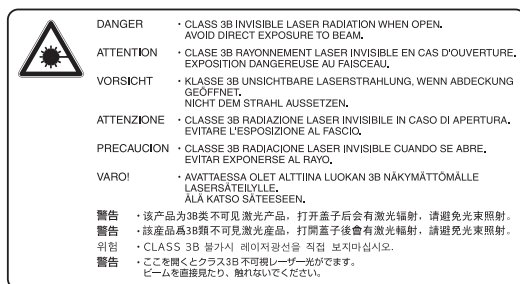 DANGER ・CLASS 3B INVISIBLE LASER RADIATION WHEN OPEN.
AVOID DIRECT EXPOSURE TO BEAM.
ATTENTION ・CLASE 3B RAYONNEMENT LASER INVISIBLE EN CAS D'OUVERTURE.
EXPOSITION DANGEREUSE AU FAISCEAU.
VORSICHT ・KLASSE 3B UNSICHTBARE LASERSTRAHLUNG, WENN ABDECKUNG
GEÖFFNET.
NICHT DEM STRAHL AUSSETZEN.
ATTENZIONE ・CLASSE 3B RADIAZIONE LASER INVISIBILE IN CASO DI APERTURA.
EVITARE L'ESPOSIZIONE AL FASCIO.
PRECAUCION ・CLASSE 3B RADIACIONE LASER INVISIBLE CUANDO SE ABRE.
EVITAR EXPONERSE AL RAYO.
VARO! ・AVATTAESSA OLET ALTTIINA LUOKAN 3B NÄKYMÄTTÖMÄLLE
LASERSÄTEILYLLE.
ÄLÄ KATSO SÄTEESEEN.
警告 ・该产品为3B类不可见激光产品，打开盖子后会有激光辐射，请避免光束照射．
警告 ・該産品爲3B類不可見激光産品，打開蓋子後會有激光輻射，請避免光束照射．
위험 ・CLASS 3B 불가시 레이저광선을 직접 보지마십시오.
警告 ・ここを開くとクラス3B 不可視レーザー光がでます。
ビームを直接見たり、触れないでください。